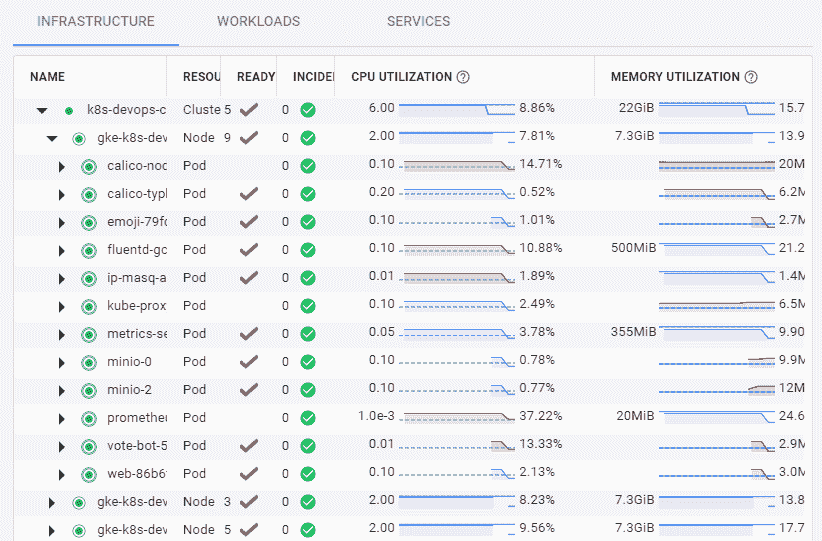 INFRASTRUCTURE WORKLOADS SERVICES
NAME RESOU READY INCIDE CPU UTILIZATION ? MEMORY UTILIZATION ?
k8s-devops-c Cluste 5 0 6.00 8.86% 22GiB 15.7
gke-k8s-dev Node 9 0 2.00 7.81% 7.3GiB 13.9
calico-noc Pod 0 0.10 14.71% 20M
calico-typl Pod 0 0.20 0.52% 6.2M
emoji-79fc Pod 0 0.10 1.01% 2.7M
fluentd-gc Pod 0 0.10 10.88% 500MiB 21.2
ip-masq-a Pod 0 0.01 1.89% 1.4M
kube-prox Pod 0 0.10 2.49% 6.5M
metrics-se Pod 0 0.05 3.78% 355MiB 9.90
minio-0 Pod 0 0.10 0.78% 9.9M
minio-2 Pod 0 0.10 0.77% 12M
promethe Pod 0 1.0e-3 37.22% 20MiB 24.6
vote-bot-5 Pod 0 0.01 13.33% 2.9M
web-86b6 Pod 0 0.10 2.13% 3.0M
gke-k8s-dev Node 3 0 2.00 8.23% 7.3GiB 13.8
gke-k8s-dev Node 5 0 2.00 9.56% 7.3GiB 17.7